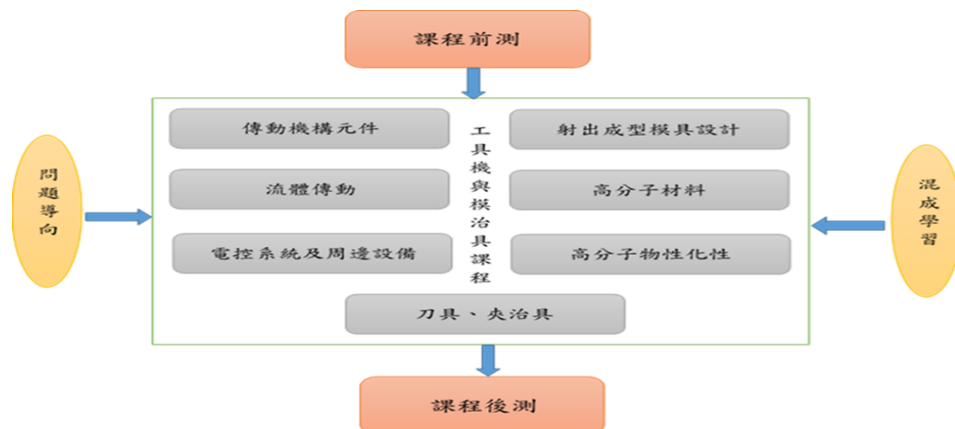 課程前測
傳動機構元件
流體傳動
電控系統及周邊設備
工具機與模治具課程
射出成型模具設計
高分子材料
高分子物性化性
刀具、夾治具
問題導向
混成學習
課程後測